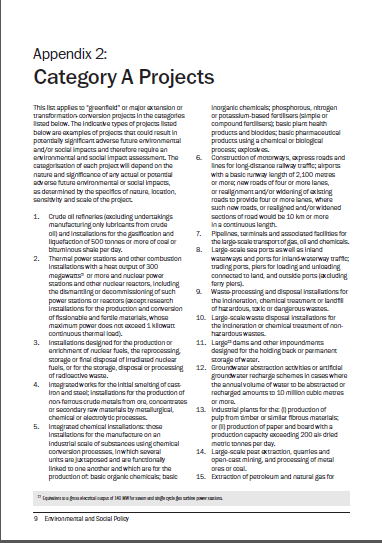 Appendix 2:
Category A Projects
This list applies to "greenfield" or major extension or
transformation-conversion projects in the categories
listed below. The indicative types of projects listed
below are examples of projects that could result in
potentially significant adverse future environmental
and/or social impacts and therefore require an
environmental and social impact assessment. The
categorisation of each project will depend on the
nature and significance of any actual or potential
adverse future environmental or social impacts,
as determined by the specifics of nature, location,
sensitivity and scale of the project.
1. Crude oil refineries (excluding undertakings
manufacturing only lubricants from crude
oil) and installations for the gasification and
liquefaction of 500 tonnes or more of coal or
bituminous shale per day.
2. Thermal power stations and other combustion
installations with a heat output of 300
megawatts¹⁷ or more and nuclear power
stations and other nuclear reactors, including
the dismantling or decommissioning of such
power stations or reactors (except research
installations for the production and conversion
of fissionable and fertile materials, whose
maximum power does not exceed 1 kilowatt
continuous thermal load).
3. Installations designed for the production or
enrichment of nuclear fuels, the reprocessing,
storage or final disposal of irradiated nuclear
fuels, or for the storage, disposal or processing
of radioactive waste.
4. Integrated works for the initial smelting of cast-
iron and steel; installations for the production of
non-ferrous crude metals from ore, concentrates
or secondary raw materials by metallurgical,
chemical or electrolytic processes.
5. Integrated chemical installations: those
installations for the manufacture on an
industrial scale of substances using chemical
conversion processes, in which several
units are juxtaposed and are functionally
linked to one another and which are for the
production of: basic organic chemicals; basic
inorganic chemicals; phosphorous, nitrogen
or potassium-based fertilisers (simple or
compound fertilisers); basic plant health
products and biocides; basic pharmaceutical
products using a chemical or biological
process; explosives.
6. Construction of motorways, express roads and
lines for long-distance railway traffic; airports
with a basic runway length of 2,100 metres
or more; new roads of four or more lanes,
or realignment and/or widening of existing
roads to provide four or more lanes, where
such new roads, or realigned and/or widened
sections of road would be 10 km or more
in a continuous length.
7. Pipelines, terminals and associated facilities for
the large-scale transport of gas, oil and chemicals.
8. Large-scale sea ports as well as inland
waterways and ports for inland-waterway traffic;
trading ports, piers for loading and unloading
connected to land, and outside ports (excluding
ferry piers).
9. Waste-processing and disposal installations for
the incineration, chemical treatment or landfill
of hazardous, toxic or dangerous wastes.
10. Large-scale waste disposal installations for
the incineration or chemical treatment of non-
hazardous wastes.
11. Large¹⁸ dams and other impoundments
designed for the holding back or permanent
storage of water.
12. Groundwater abstraction activities or artificial
groundwater recharge schemes in cases where
the annual volume of water to be abstracted or
recharged amounts to 10 million cubic metres
or more.
13. Industrial plants for the: (i) production of
pulp from timber or similar fibrous materials;
or (ii) production of paper and board with a
production capacity exceeding 200 air-dried
metric tonnes per day.
14. Large-scale peat extraction, quarries and
open-cast mining, and processing of metal
ores or coal.
15. Extraction of petroleum and natural gas for
¹⁷ Equivalent to a gross electrical output of 140 MW for steam and single cycle gas turbine power stations.
9 Environmental and Social Policy